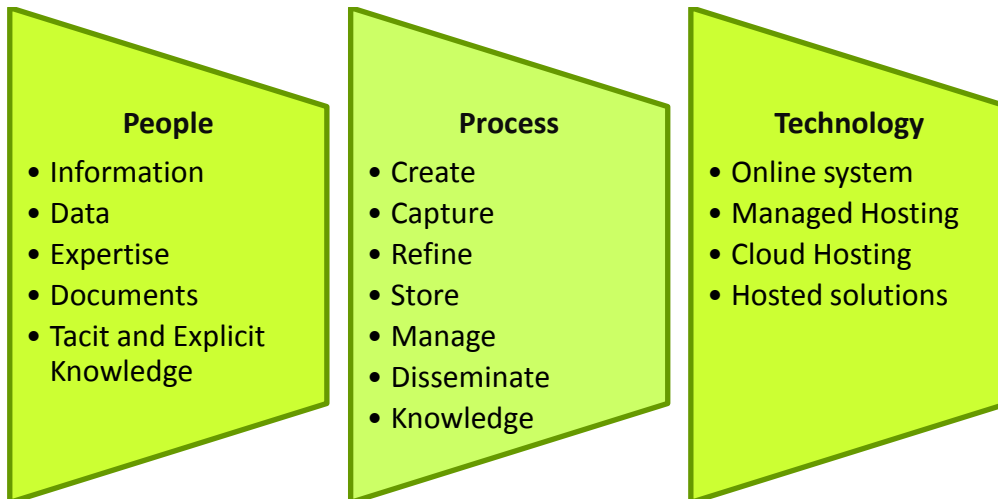 People
• Information
• Data
• Expertise
• Documents
• Tacit and Explicit
Knowledge
Process
• Create
• Capture
• Refine
• Store
• Manage
• Disseminate
• Knowledge
Technology
• Online system
• Managed Hosting
• Cloud Hosting
• Hosted solutions